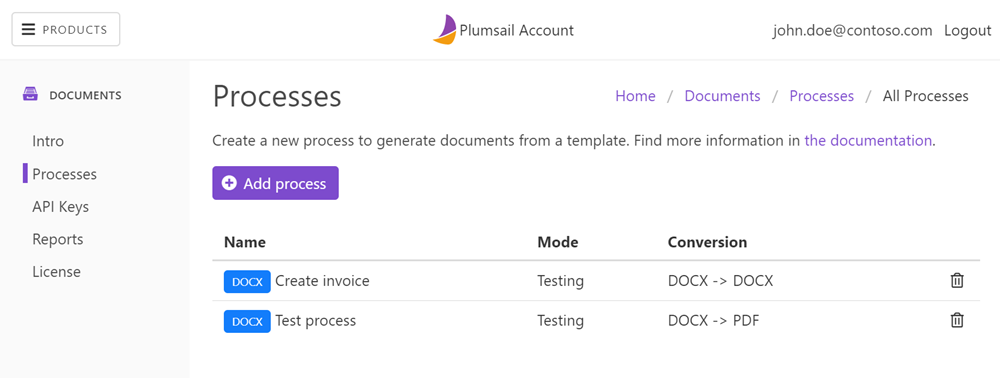 PRODUCTS
Plumsail Account
john.doe@contoso.com Logout
DOCUMENTS
Intro
Processes
API Keys
Reports
License
Processes
Home / Documents / Processes / All Processes
Create a new process to generate documents from a template. Find more information in the documentation.
Add process
Name Mode Conversion
DOCX Create invoice Testing DOCX -> DOCX
DOCX Test process Testing DOCX -> PDF